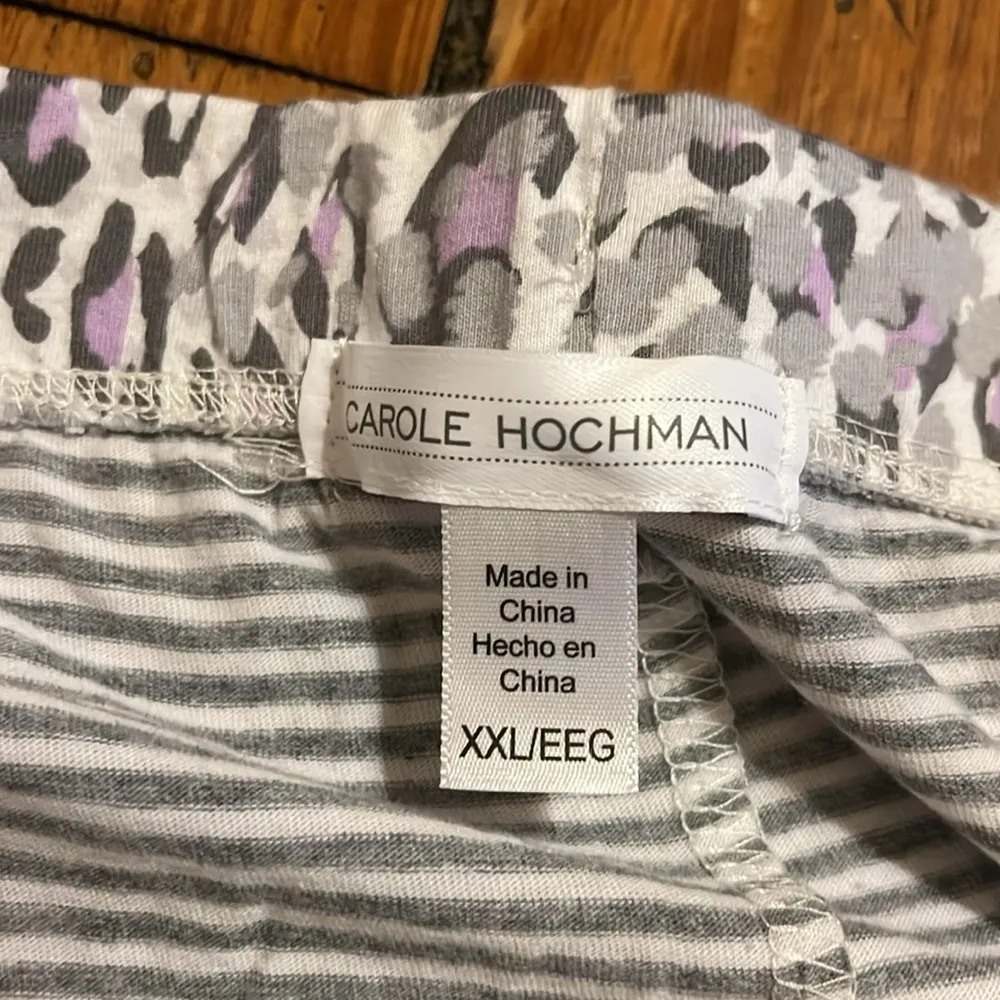 CAROLE HOCHMAN
Made in
China
Hecho en
China
XXL/EEG